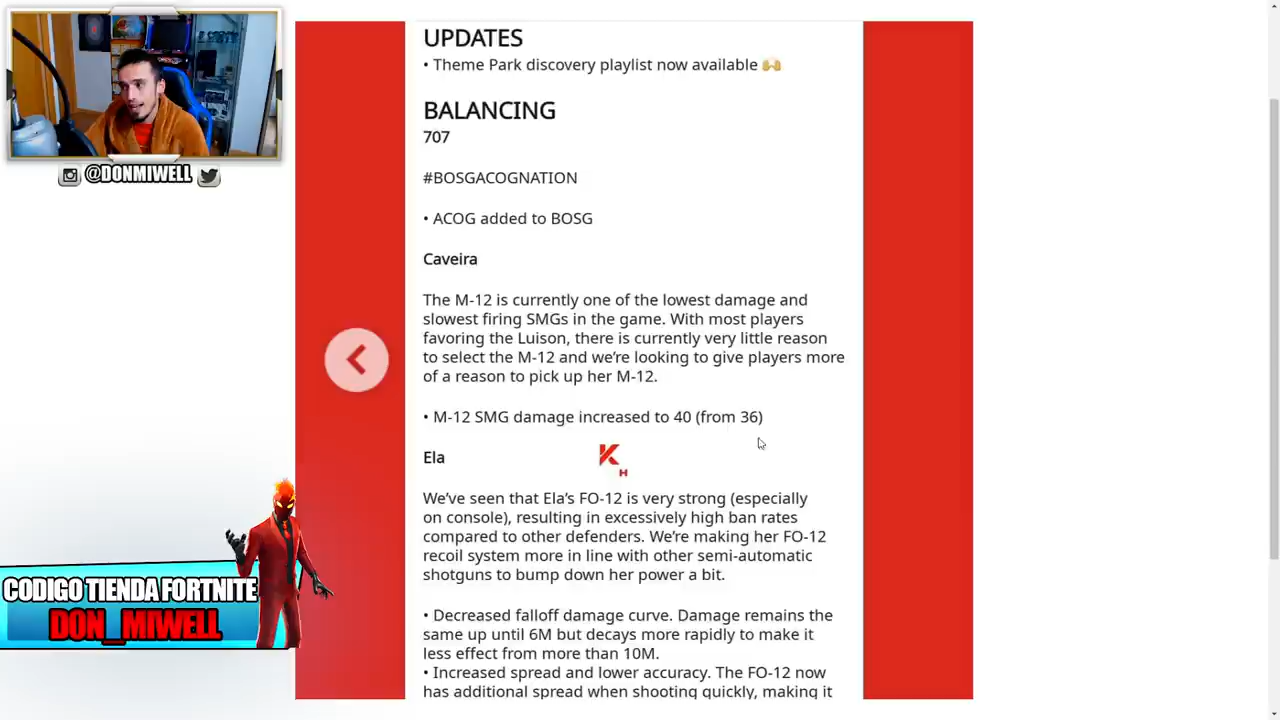 UPDATES
• Theme Park discovery playlist now available 🙌
BALANCING
707
#BOSGACOGNATION
• ACOG added to BOSG
Caveira
The M-12 is currently one of the lowest damage and
slowest firing SMGs in the game. With most players
favoring the Luison, there is currently very little reason
to select the M-12 and we’re looking to give players more
of a reason to pick up her M-12.
• M-12 SMG damage increased to 40 (from 36)
Ela
We’ve seen that Ela’s FO-12 is very strong (especially
on console), resulting in excessively high ban rates
compared to other defenders. We’re making her FO-12
recoil system more in line with other semi-automatic
shotguns to bump down her power a bit.
• Decreased falloff damage curve. Damage remains the
same up until 6M but decays more rapidly to make it
less effect from more than 10M.
• Increased spread and lower accuracy. The FO-12 now
has additional spread when shooting quickly, making it
@DONMIWELL
K
H
CODIGO TIENDA FORTNITE
DON_MIWELL